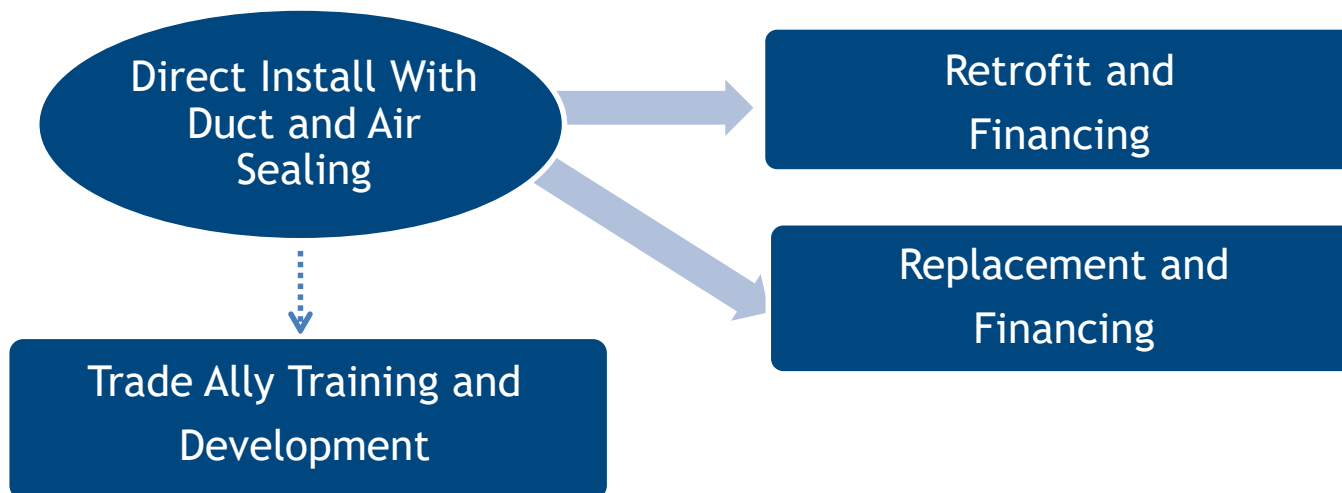 Direct Install With
Duct and Air
Sealing
Retrofit and
Financing
Replacement and
Financing
Trade Ally Training and
Development